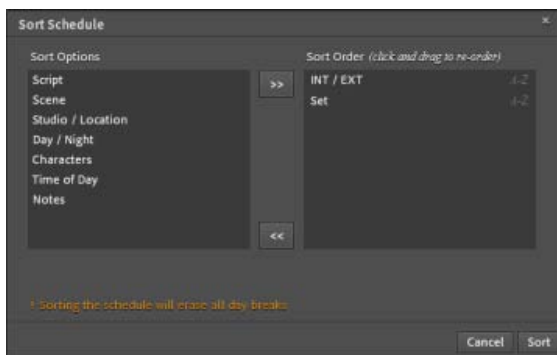 Sort Schedule
×
Sort Options
Script
Scene
Studio / Location
Day / Night
Characters
Time of Day
Notes
>>
<<
Sort Order (click and drag to re-order)
INT / EXT A-Z
Set A-Z
* Sorting the schedule will erase all day breaks
Cancel Sort